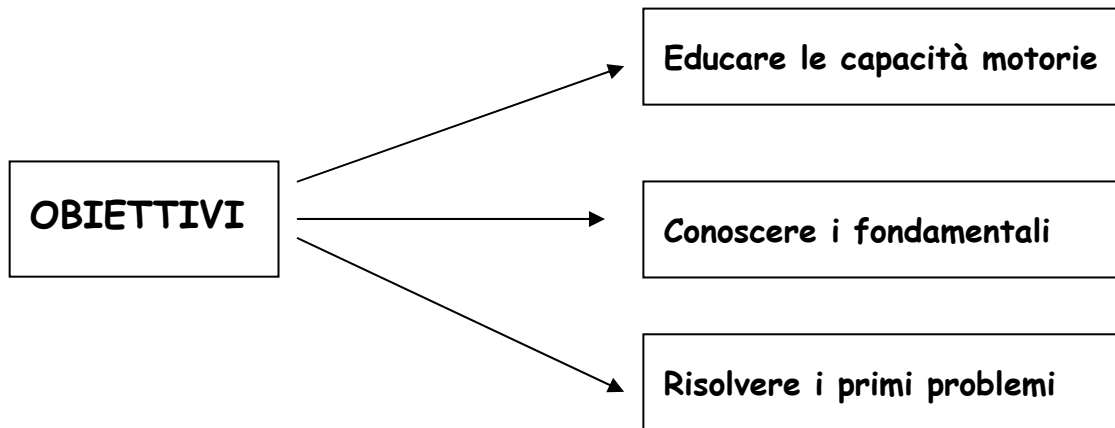 OBIETTIVI
Educare le capacità motorie
Conoscere i fondamentali
Risolvere i primi problemi